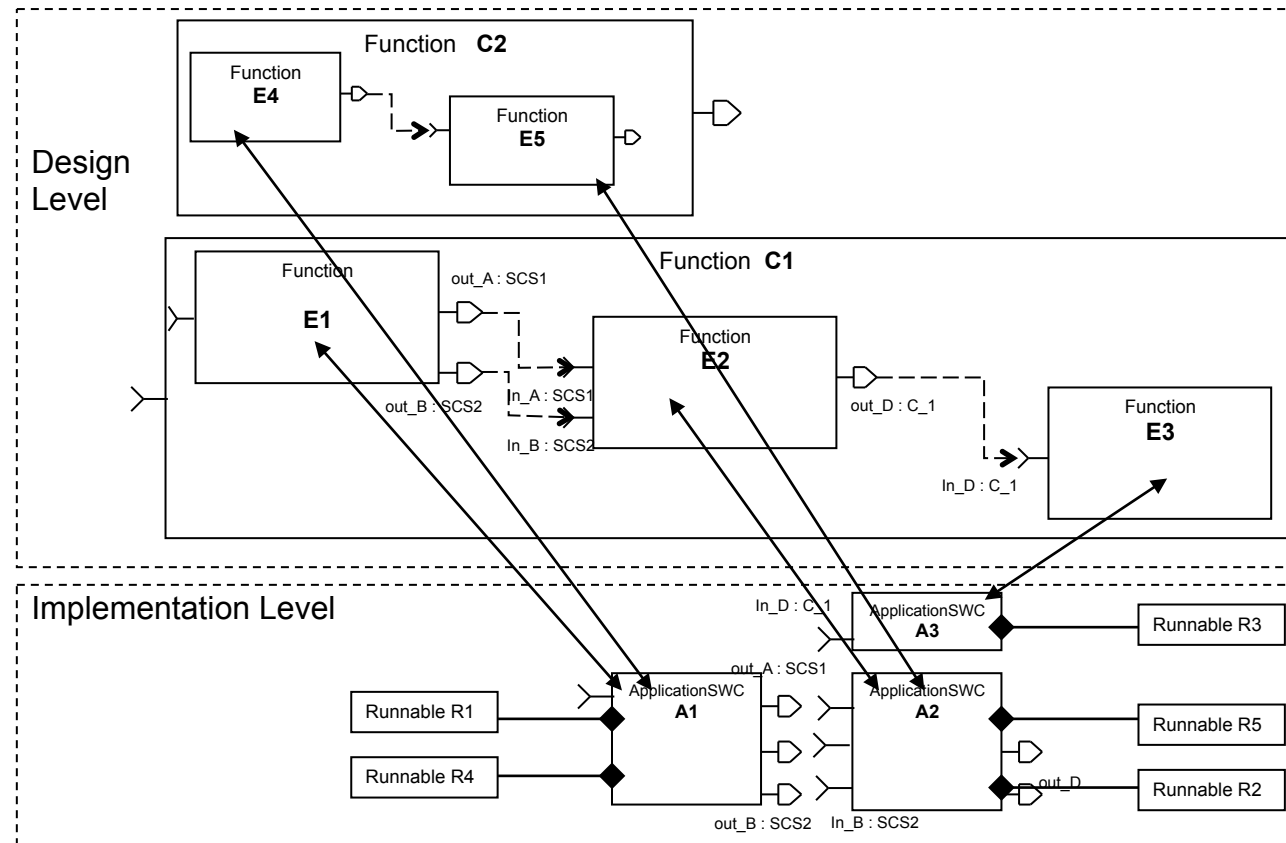 Function C2
Function
E4
Function
E5
Design
Level
Function C1
Function
E1
out_A : SCS1
out_B : SCS2
In_A : SCS1
In_B : SCS2
Function
E2
out_D : C_1
In_D : C_1
Function
E3
Implementation Level
In_D : C_1
ApplicationSWC
A3
Runnable R3
out_A : SCS1
Runnable R1
Runnable R4
ApplicationSWC
A1
ApplicationSWC
A2
Runnable R5
out_D
Runnable R2
out_B : SCS2
In_B : SCS2